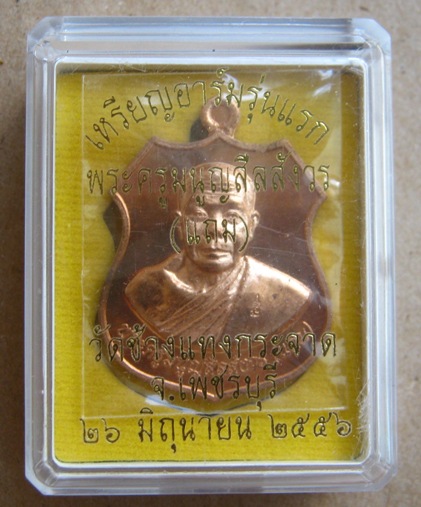 เหรียญอาร์มรุ่นแรก
พระครูมนูญสีลสังวร
(แถม)
วัดช้างแทงกระจาด
จ.เพชรบุรี
๒๖ มิถุนายน ๒๕๕๖